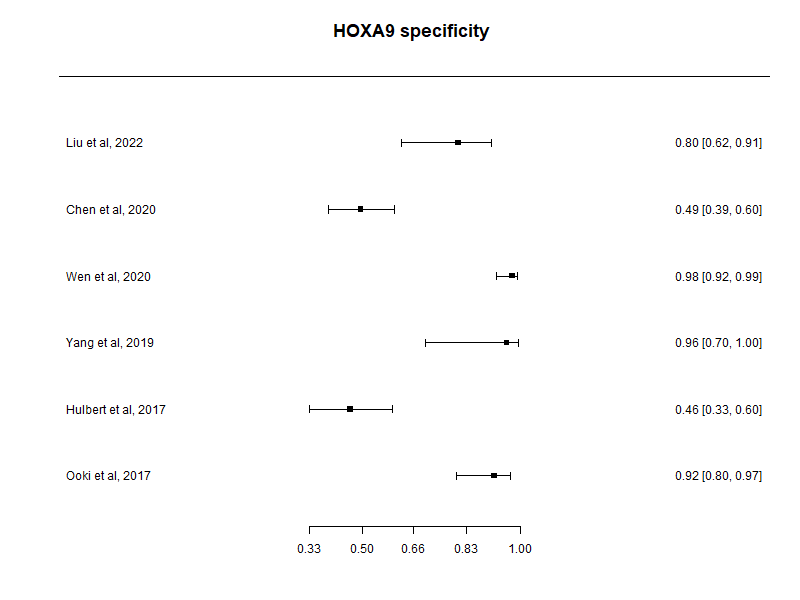 HOXA9 specificity
Liu et al, 2022 0.80 [0.62, 0.91]
Chen et al, 2020 0.49 [0.39, 0.60]
Wen et al, 2020 0.98 [0.92, 0.99]
Yang et al, 2019 0.96 [0.70, 1.00]
Hulbert et al, 2017 0.46 [0.33, 0.60]
Ooki et al, 2017 0.92 [0.80, 0.97]
0.33 0.50 0.66 0.83 1.00